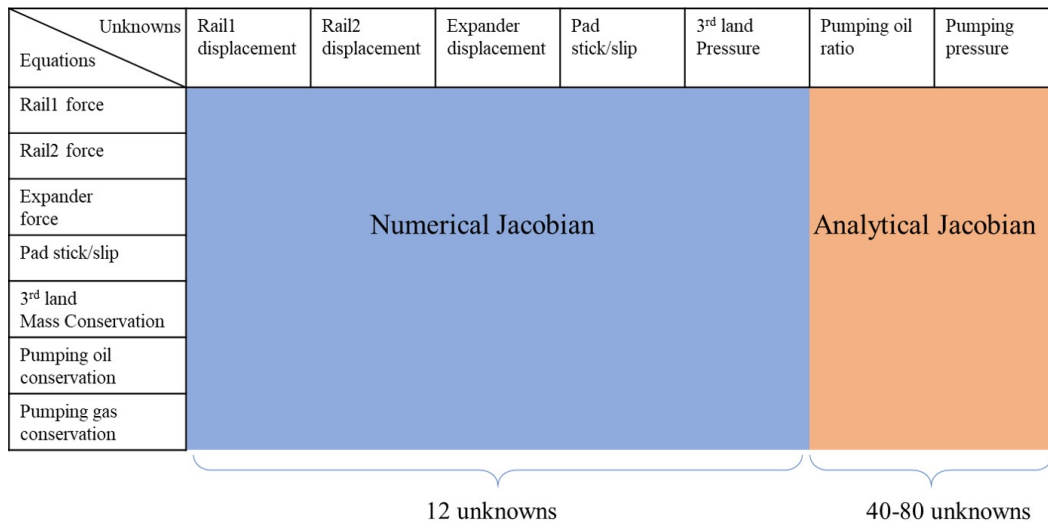 Unknowns
Equations
Rail1
displacement
Rail2
displacement
Expander
displacement
Pad
stick/slip
3rd land
Pressure
Pumping oil
ratio
Pumping
pressure
Rail1 force
Rail2 force
Expander
force
Pad stick/slip
3rd land
Mass Conservation
Pumping oil
conservation
Pumping gas
conservation
Numerical Jacobian
Analytical Jacobian
12 unknowns
40-80 unknowns